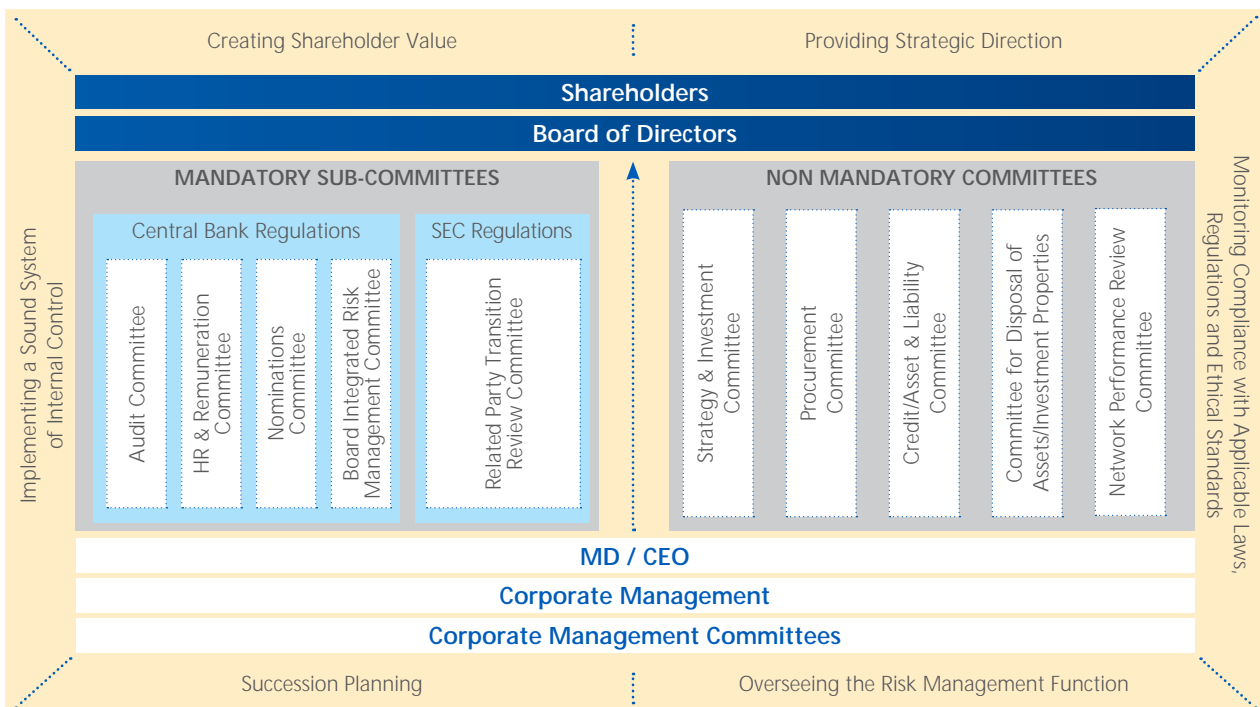 Creating Shareholder Value
Providing Strategic Direction
Shareholders
Board of Directors
Implementing a Sound System
of Internal Control
MANDATORY SUB-COMMITTEES
Central Bank Regulations
Audit Committee
HR & Remuneration
Committee
Nominations
Committee
Board Integrated Risk
Management Committee
SEC Regulations
Related Party Transition
Review Committee
NON MANDATORY COMMITTEES
Strategy & Investment
Committee
Procurement
Committee
Credit/Asset & Liability
Committee
Committee for Disposal of
Assets/Investment Properties
Network Performance Review
Committee
Monitoring Compliance with Applicable Laws,
Regulations and Ethical Standards
MD / CEO
Corporate Management
Corporate Management Committees
Succession Planning
Overseeing the Risk Management Function